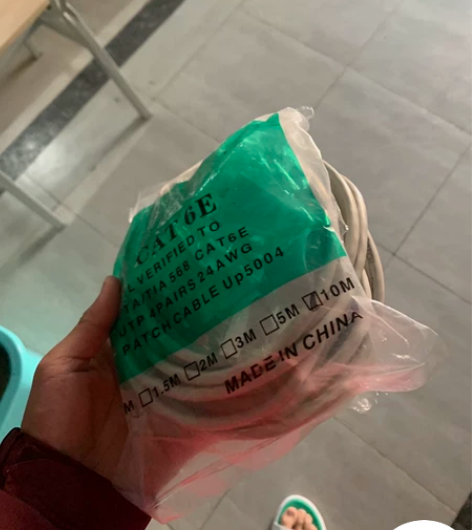 CAT6E
L VERIFIED TO
TA/TIA 568 CAT6E
UTP 4PAIRS 24AWG
PATCH CABLE Up5004
M ☐1.5M ☐2M ☐3M ☐5M ☑10M
MADE IN CHINA